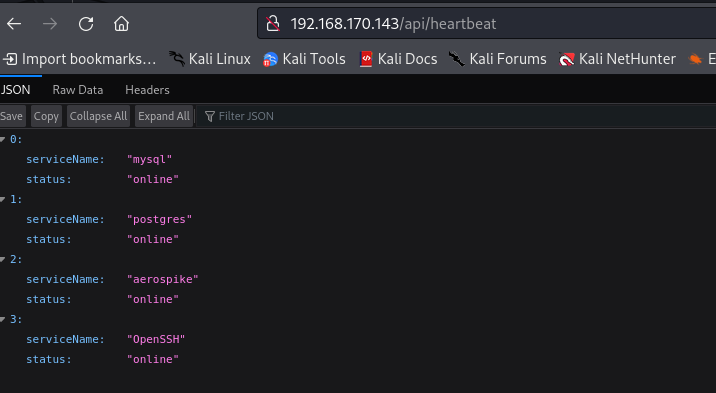 192.168.170.143/api/heartbeat
Import bookmarks... Kali Linux Kali Tools Kali Docs Kali Forums Kali NetHunter E
JSON Raw Data Headers
Save Copy Collapse All Expand All Filter JSON
0:
serviceName: "mysql"
status: "online"
1:
serviceName: "postgres"
status: "online"
2:
serviceName: "aerospike"
status: "online"
3:
serviceName: "OpenSSH"
status: "online"